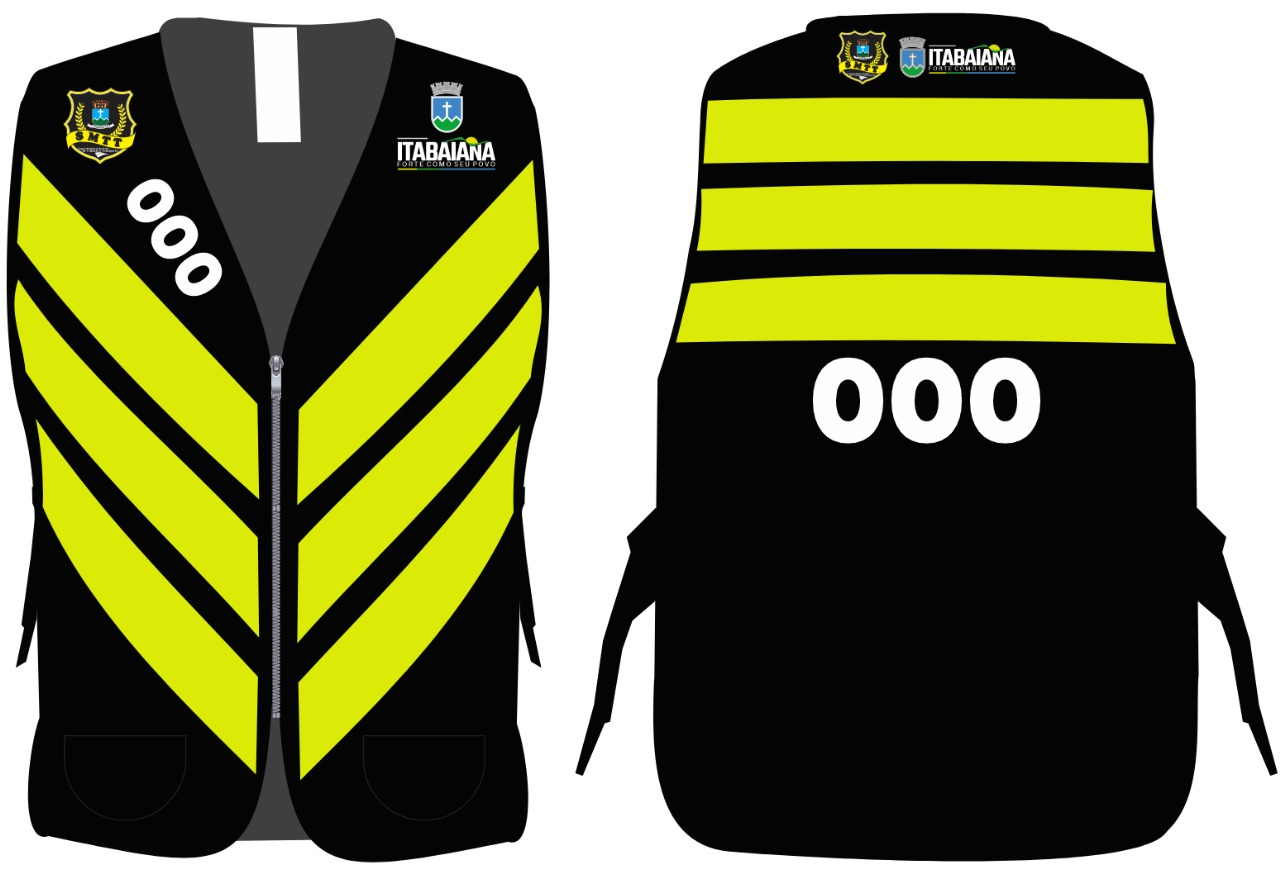 SMTT
ITABAIANA
FORTE COMO SEU POVO
000
SMTT
ITABAIANA
FORTE COMO SEU POVO
000